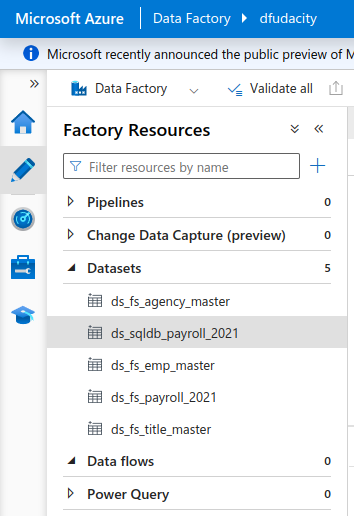 Microsoft Azure Data Factory dfudacity
Microsoft recently announced the public preview of M
Data Factory Validate all
Factory Resources
Filter resources by name
Pipelines 0
Change Data Capture (preview) 0
Datasets 5
ds_fs_agency_master
ds_sqldb_payroll_2021
ds_fs_emp_master
ds_fs_payroll_2021
ds_fs_title_master
Data flows 0
Power Query 0